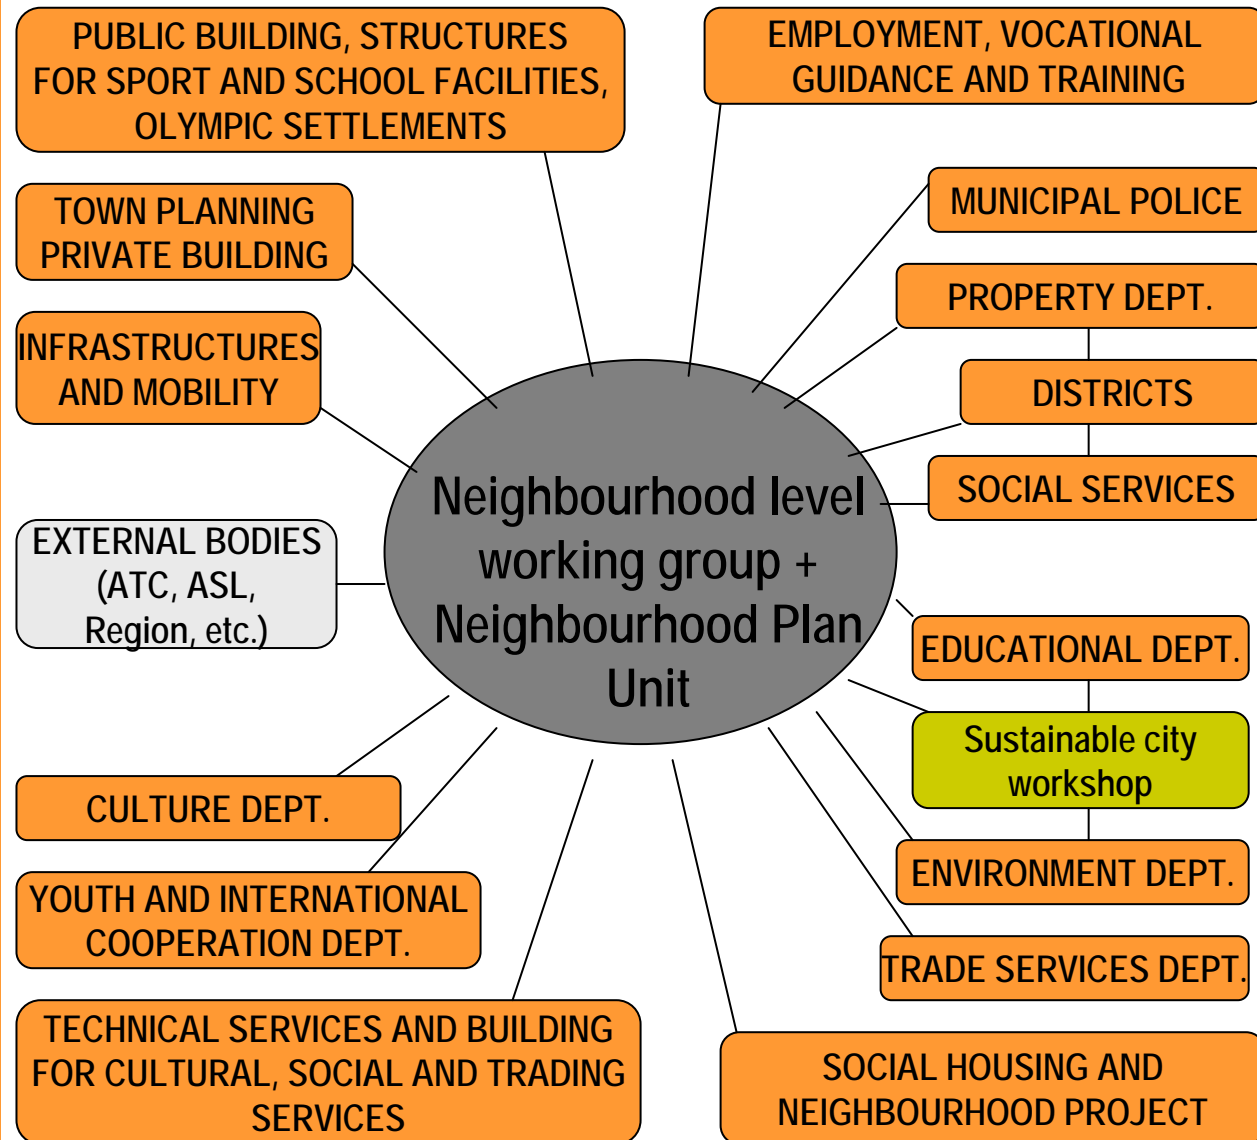 PUBLIC BUILDING, STRUCTURES
FOR SPORT AND SCHOOL FACILITIES,
OLYMPIC SETTLEMENTS
EMPLOYMENT, VOCATIONAL
GUIDANCE AND TRAINING
TOWN PLANNING
PRIVATE BUILDING
MUNICIPAL POLICE
PROPERTY DEPT.
INFRASTRUCTURES
AND MOBILITY
DISTRICTS
SOCIAL SERVICES
EXTERNAL BODIES
(ATC, ASL,
Region, etc.)
Neighbourhood level
working group +
Neighbourhood Plan
Unit
EDUCATIONAL DEPT.
Sustainable city
workshop
CULTURE DEPT.
ENVIRONMENT DEPT.
YOUTH AND INTERNATIONAL
COOPERATION DEPT.
TRADE SERVICES DEPT.
TECHNICAL SERVICES AND BUILDING
FOR CULTURAL, SOCIAL AND TRADING
SERVICES
SOCIAL HOUSING AND
NEIGHBOURHOOD PROJECT